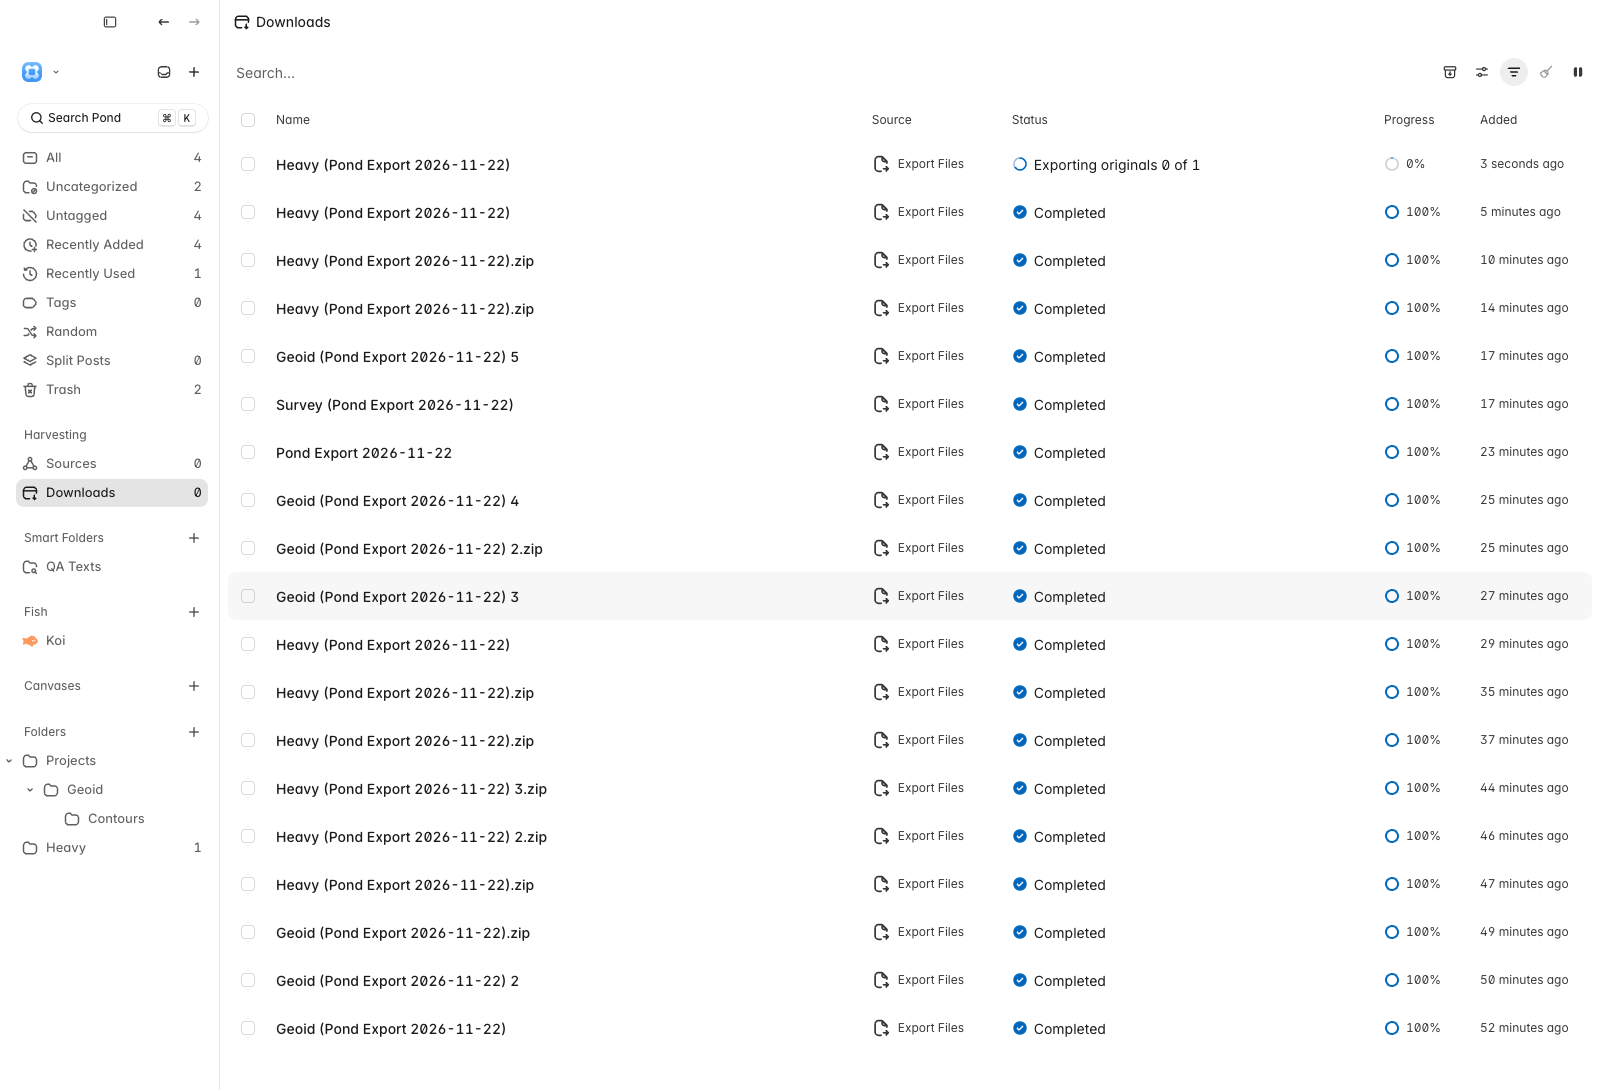 Downloads
Search...
Search Pond ⌘ K
All 4
Uncategorized 2
Untagged 4
Recently Added 4
Recently Used 1
Tags 0
Random
Split Posts 0
Trash 2
Harvesting
Sources 0
Downloads 0
Smart Folders
QA Texts
Fish
Koi
Canvases
Folders
Projects
Geoid
Contours
Heavy 1
Name Source Status Progress Added
Heavy (Pond Export 2026-11-22) Export Files Exporting originals 0 of 1 0% 3 seconds ago
Heavy (Pond Export 2026-11-22) Export Files Completed 100% 5 minutes ago
Heavy (Pond Export 2026-11-22).zip Export Files Completed 100% 10 minutes ago
Heavy (Pond Export 2026-11-22).zip Export Files Completed 100% 14 minutes ago
Geoid (Pond Export 2026-11-22) 5 Export Files Completed 100% 17 minutes ago
Survey (Pond Export 2026-11-22) Export Files Completed 100% 17 minutes ago
Pond Export 2026-11-22 Export Files Completed 100% 23 minutes ago
Geoid (Pond Export 2026-11-22) 4 Export Files Completed 100% 25 minutes ago
Geoid (Pond Export 2026-11-22) 2.zip Export Files Completed 100% 25 minutes ago
Geoid (Pond Export 2026-11-22) 3 Export Files Completed 100% 27 minutes ago
Heavy (Pond Export 2026-11-22) Export Files Completed 100% 29 minutes ago
Heavy (Pond Export 2026-11-22).zip Export Files Completed 100% 35 minutes ago
Heavy (Pond Export 2026-11-22).zip Export Files Completed 100% 37 minutes ago
Heavy (Pond Export 2026-11-22) 3.zip Export Files Completed 100% 44 minutes ago
Heavy (Pond Export 2026-11-22) 2.zip Export Files Completed 100% 46 minutes ago
Heavy (Pond Export 2026-11-22).zip Export Files Completed 100% 47 minutes ago
Geoid (Pond Export 2026-11-22).zip Export Files Completed 100% 49 minutes ago
Geoid (Pond Export 2026-11-22) 2 Export Files Completed 100% 50 minutes ago
Geoid (Pond Export 2026-11-22) Export Files Completed 100% 52 minutes ago